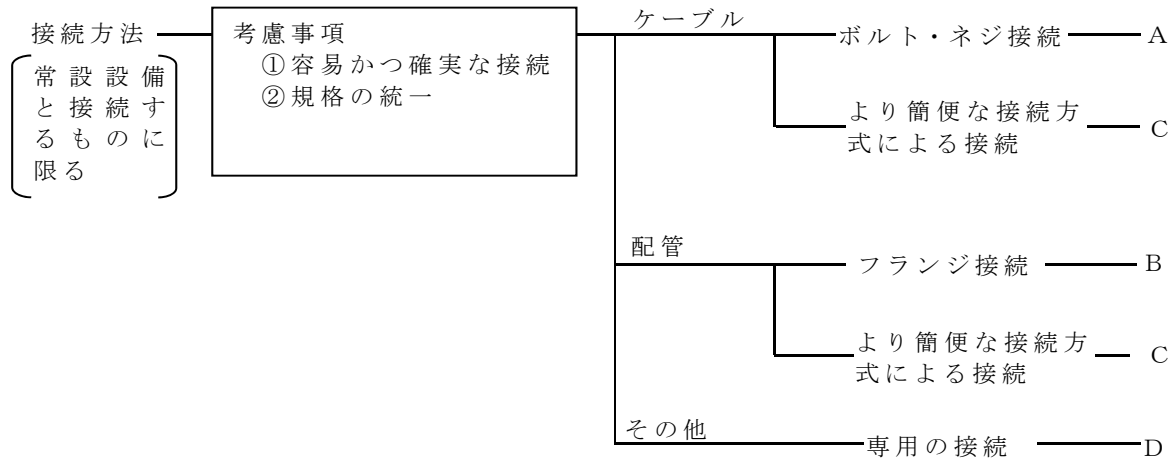 接続方法
常設設備
と接続す
るものに
限る
考慮事項
①容易かつ確実な接続
②規格の統一
ケーブル
ボルト・ネジ接続
A
より簡便な接続方
式による接続
C
配管
フランジ接続
B
より簡便な接続方
式による接続
C
その他
専用の接続
D